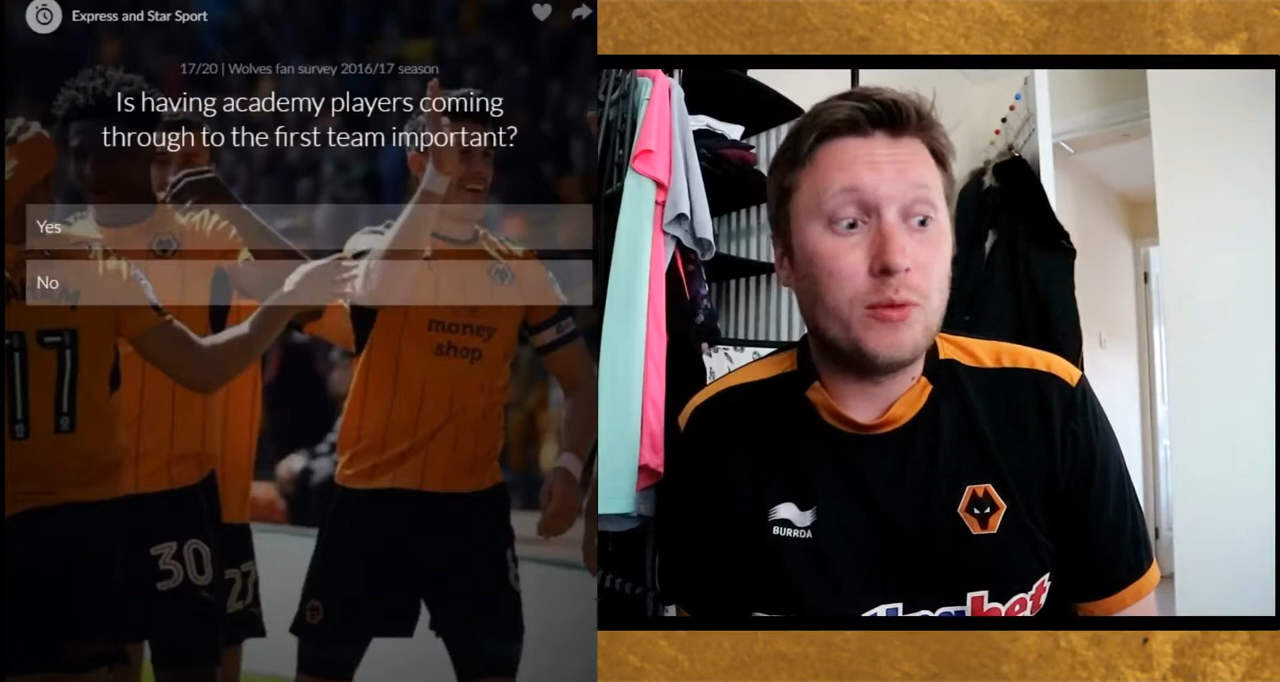 Express and Star Sport
17/20 | Wolves fan survey 2016/17 season
Is having academy players coming
through to the first team important?
Yes
No
17
money
shop
30
27
BURRDA
bet